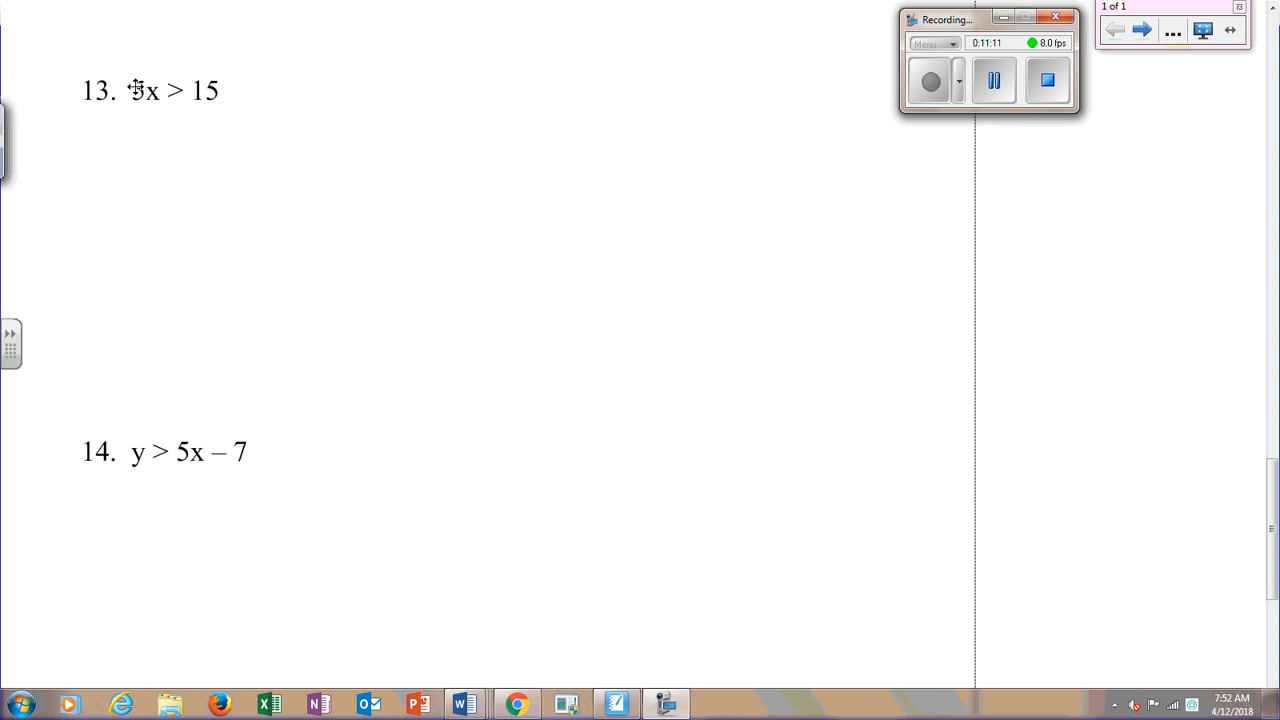 1 of 1
Recording...
Menu
0:11:11
8.0 fps
...
13. 5x > 15
14. y > 5x – 7
7:52 AM
4/12/2018